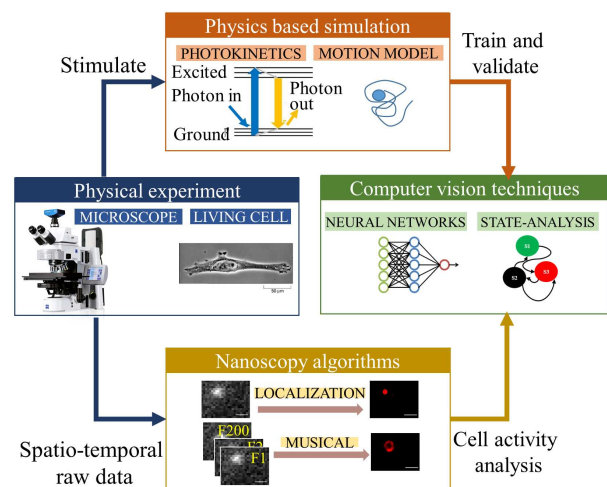 Physics based simulation
PHOTOKINETICS MOTION MODEL
Excited
Photon in
Photon
out
Ground
Stimulate
Train and
validate
Physical experiment
MICROSCOPE LIVING CELL
50 µm
Computer vision techniques
NEURAL NETWORKS STATE-ANALYSIS
S1
S2
S3
Nanoscopy algorithms
LOCALIZATION
F200
F2
F1
MUSICAL
Spatio-temporal
raw data
Cell activity
analysis